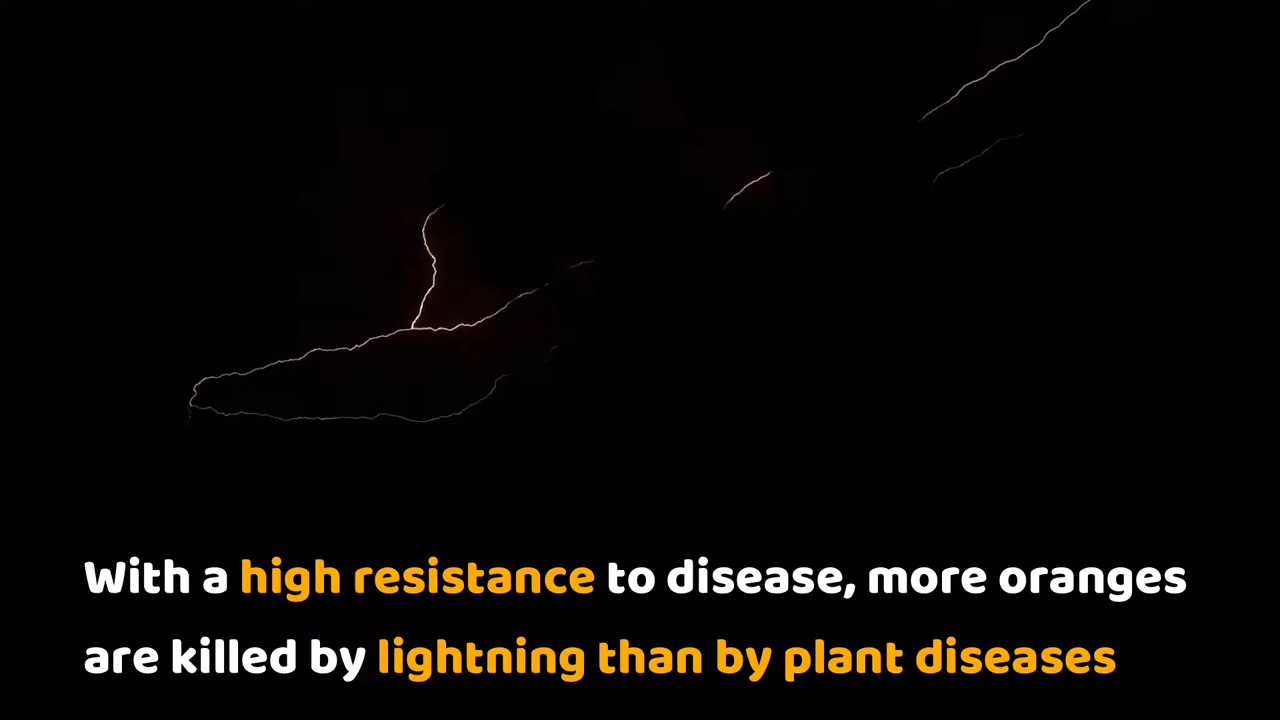 With a high resistance to disease, more oranges
are killed by lightning than by plant diseases